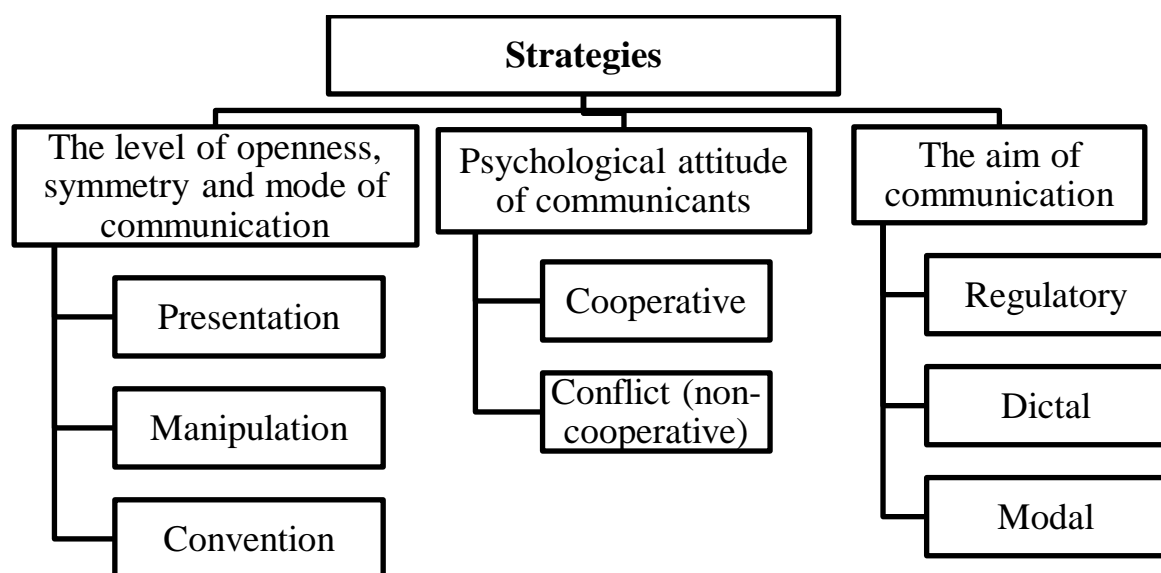 Strategies
The level of openness,
symmetry and mode of
communication
Presentation
Manipulation
Convention
Psychological attitude
of communicants
Cooperative
Conflict (non-
cooperative)
The aim of
communication
Regulatory
Dictal
Modal